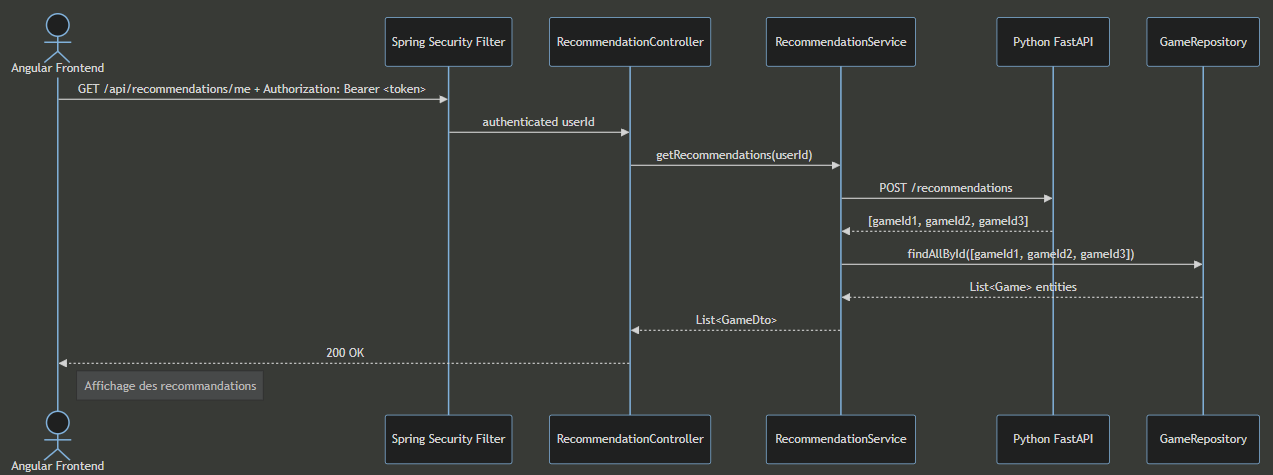 Angular Frontend
Spring Security Filter
RecommendationController
RecommendationService
Python FastAPI
GameRepository
GET /api/recommendations/me + Authorization: Bearer <token>
authenticated userId
getRecommendations(userId)
POST /recommendations
[gameId1, gameId2, gameId3]
findAllById([gameId1, gameId2, gameId3])
List<Game> entities
List<GameDto>
200 OK
Affichage des recommandations
Angular Frontend
Spring Security Filter
RecommendationController
RecommendationService
Python FastAPI
GameRepository